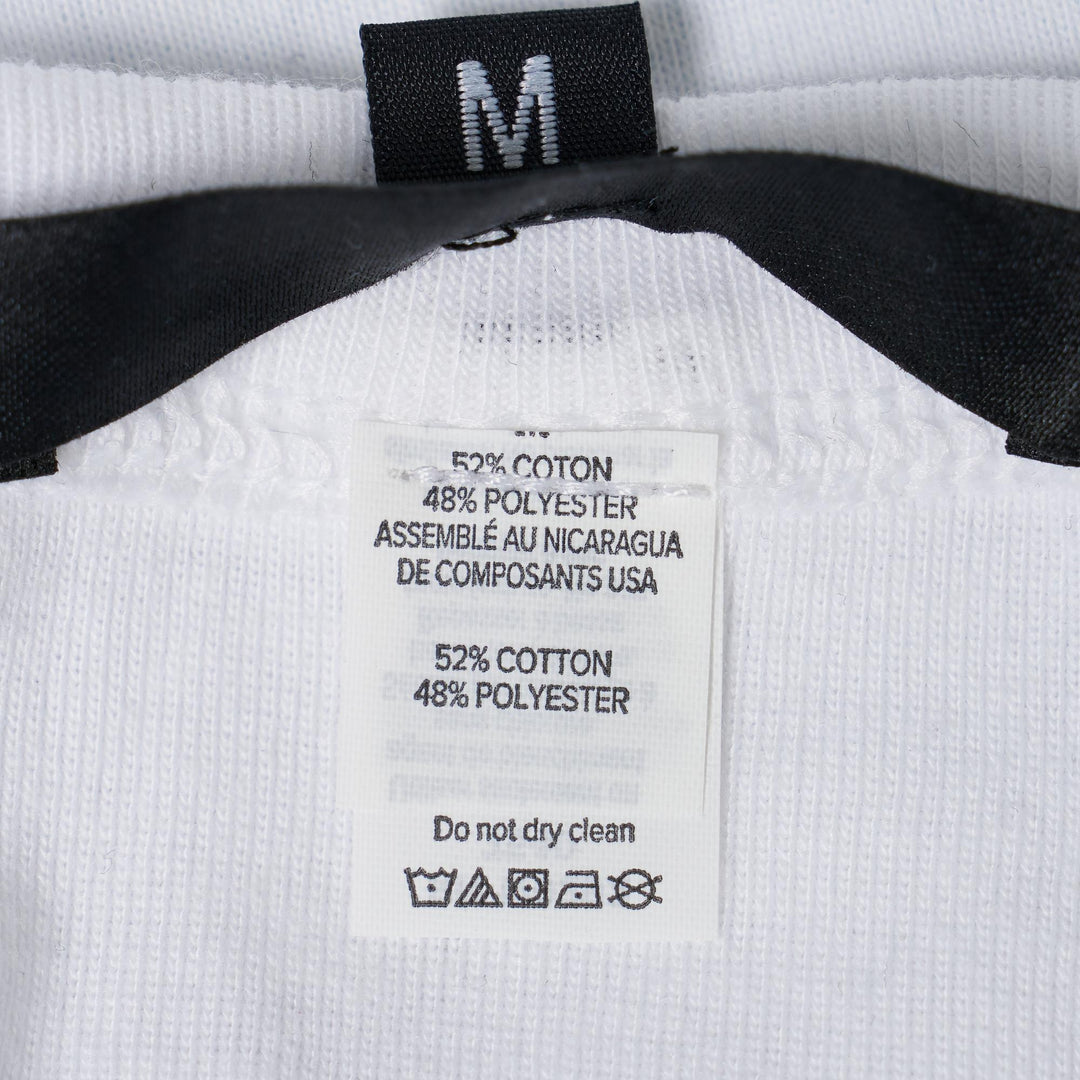 M
52% COTON
48% POLYESTER
ASSEMBLÉ AU NICARAGUA
DE COMPOSANTS USA
52% COTTON
48% POLYESTER
Do not dry clean